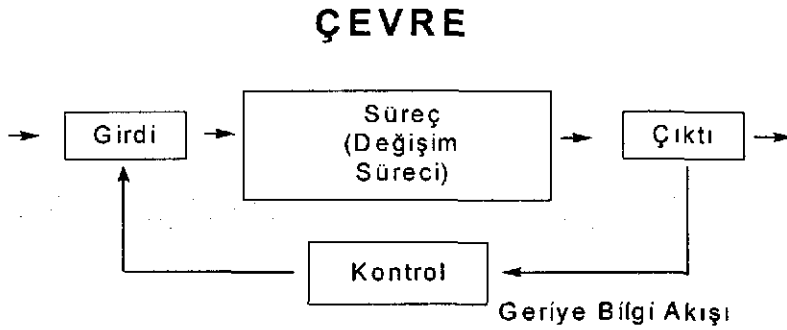 ÇEVRE
Girdi
Süreç
(Değişim
Süreci)
Çıktı
Kontrol
Geriye Bilgi Akışı